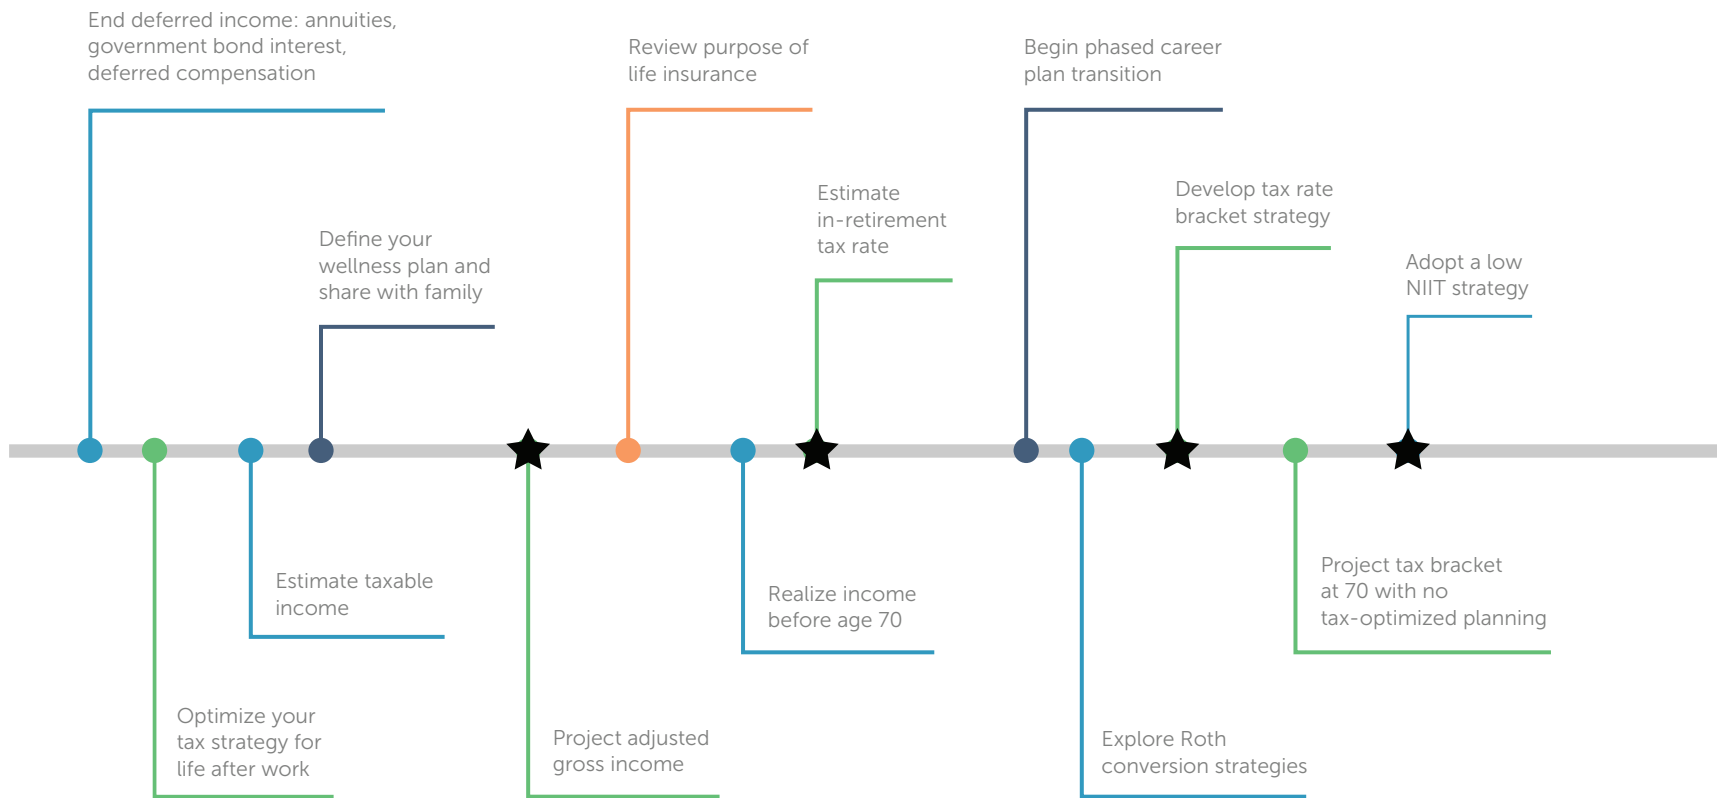 End deferred income: annuities,
government bond interest,
deferred compensation
Review purpose of
life insurance
Begin phased career
plan transition
Define your
wellness plan and
share with family
Estimate
in-retirement
tax rate
Develop tax rate
bracket strategy
Adopt a low
NIIT strategy
Estimate taxable
income
Realize income
before age 70
Project tax bracket
at 70 with no
tax-optimized planning
Optimize your
tax strategy for
life after work
Project adjusted
gross income
Explore Roth
conversion strategies